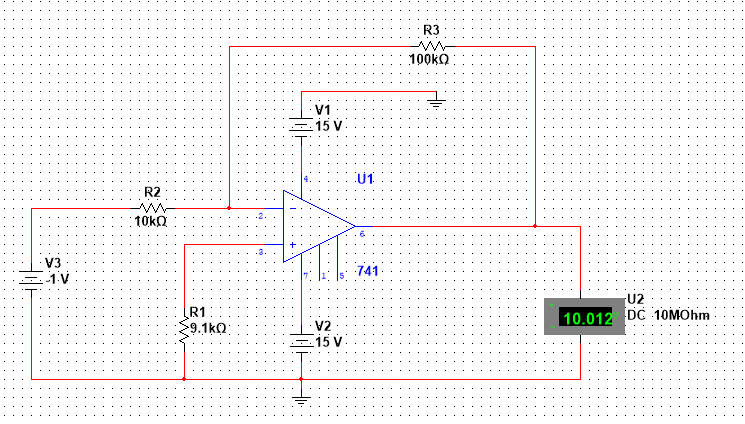 R3
100kΩ
V1
15 V
4
U1
R2
10kΩ
2
6
3
V3
-1 V
7
1
5
741
R1
9.1kΩ
V2
15 V
U2
DC 10MOhm
10.012